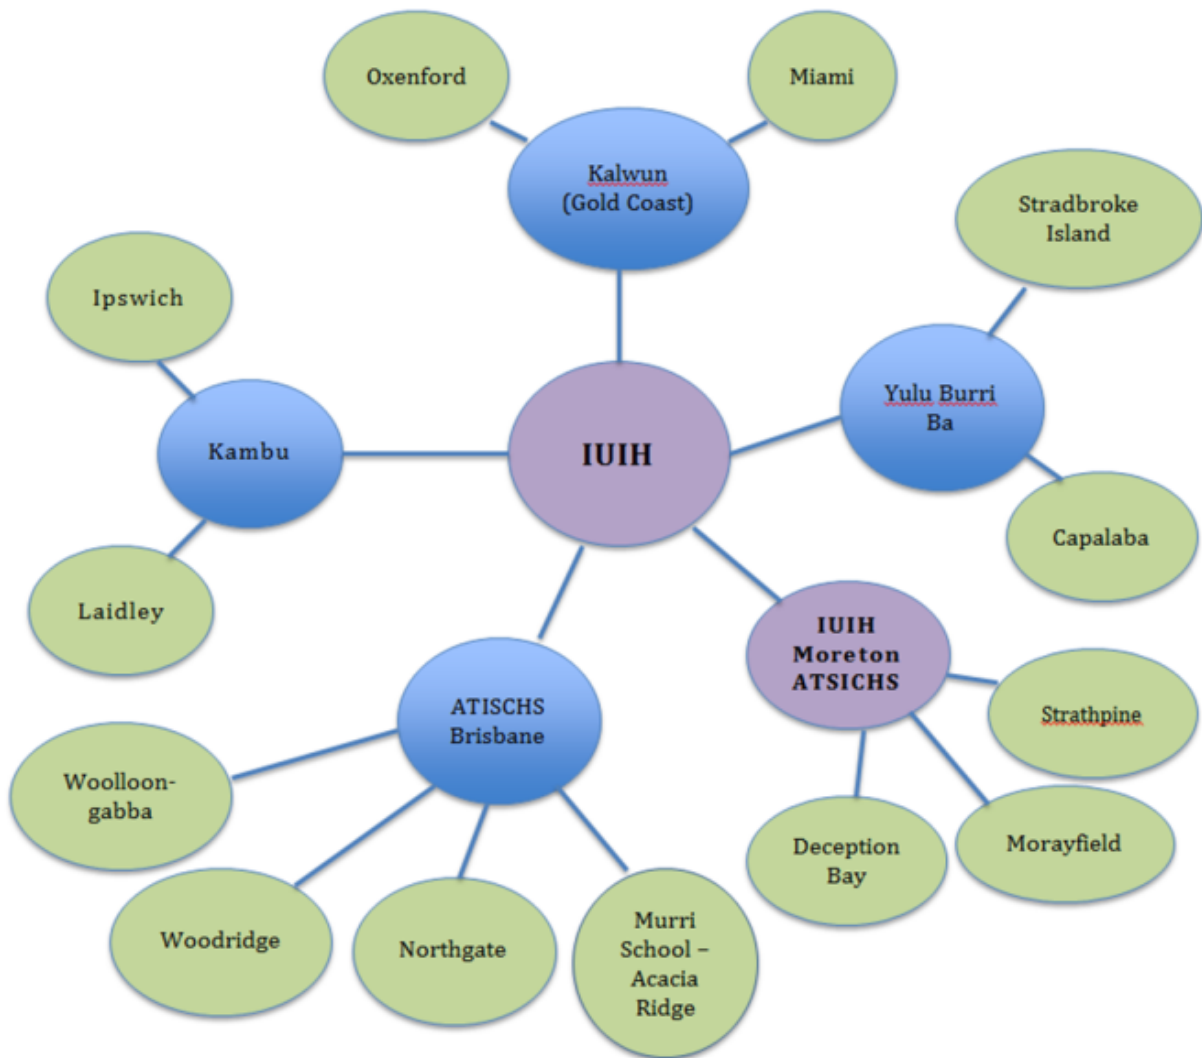 Oxenford
Miami
Kalwun
(Gold Coast)
Stradbroke
Island
Ipswich
Yulu Burri
Ba
Kambu
IUIH
Capalaba
Laidley
IUIH
Moreton
ATSICHS
Strathpine
ATISCHS
Brisbane
Woolloon-
gabba
Deception
Bay
Morayfield
Woodridge
Northgate
Murri
School –
Acacia
Ridge